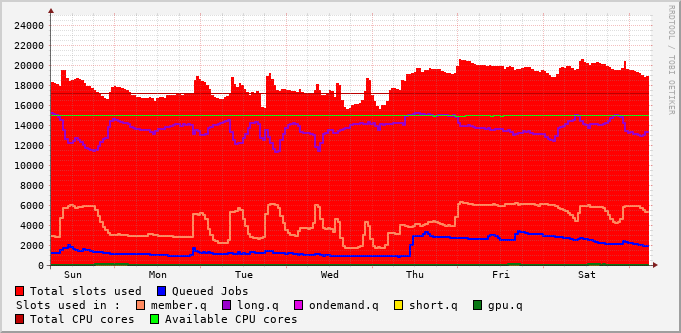 RRDTOOL / TOBI OETIKER
24000
22000
20000
18000
16000
14000
12000
10000
8000
6000
4000
2000
0
Sun Mon Tue Wed Thu Fri Sat
Total slots used Queued Jobs
Slots used in : member.q long.q ondemand.q short.q gpu.q
Total CPU cores Available CPU cores